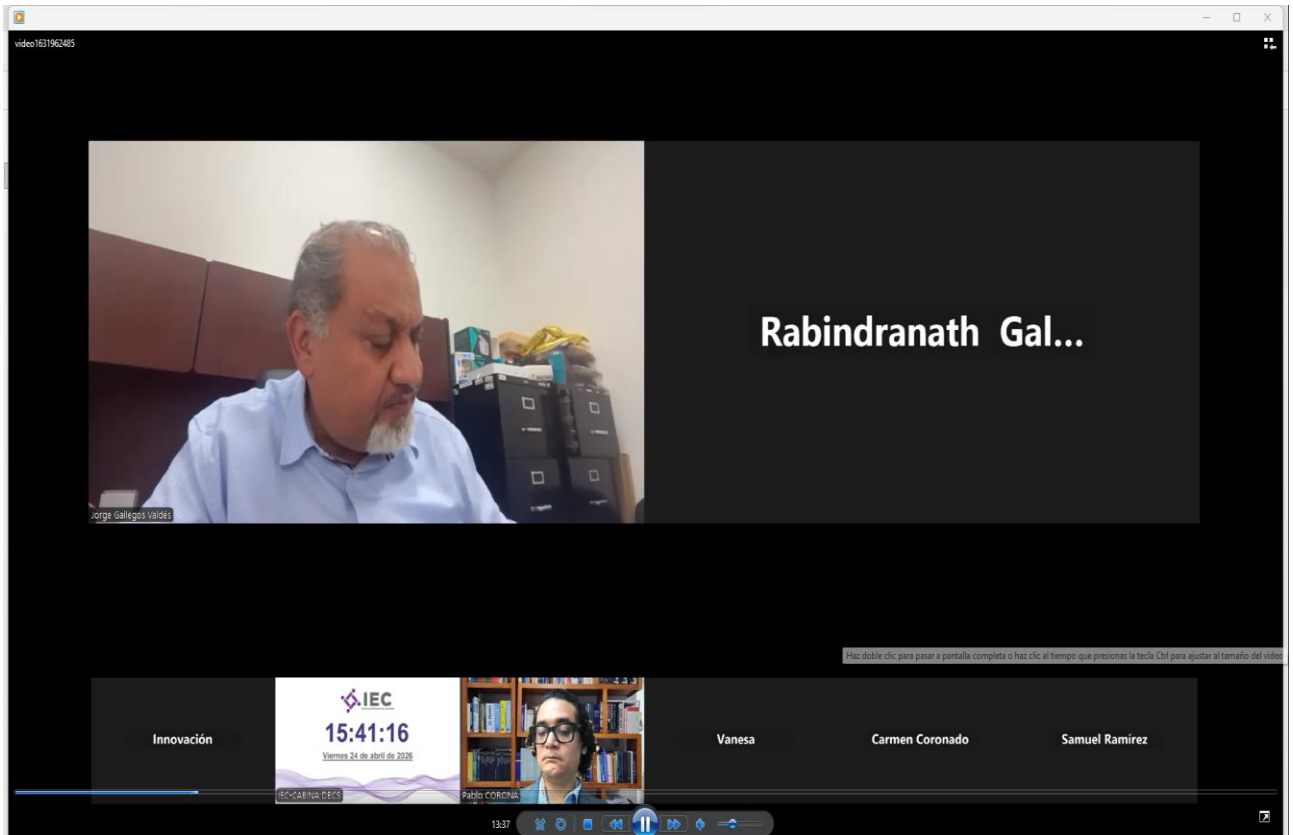 video1631962485
Rabindranath Gal...
Jorge Gallegos Valdés
Haz doble clic para pasar a pantalla completa o haz clic al tiempo que presionas la tecla Ctrl para ajustar al tamaño del video
Innovación
IEC
15:41:16
Viernes 24 de abril de 2026
IEC-CABINA DECS
Pablo CORONA
Vanesa
Carmen Coronado
Samuel Ramírez
13:37